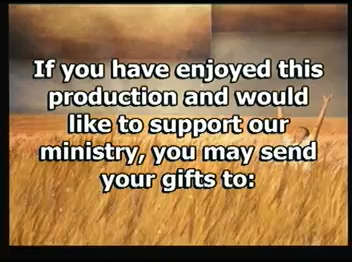 If you have enjoyed this
production and would
like to support our
ministry, you may send
your gifts to: